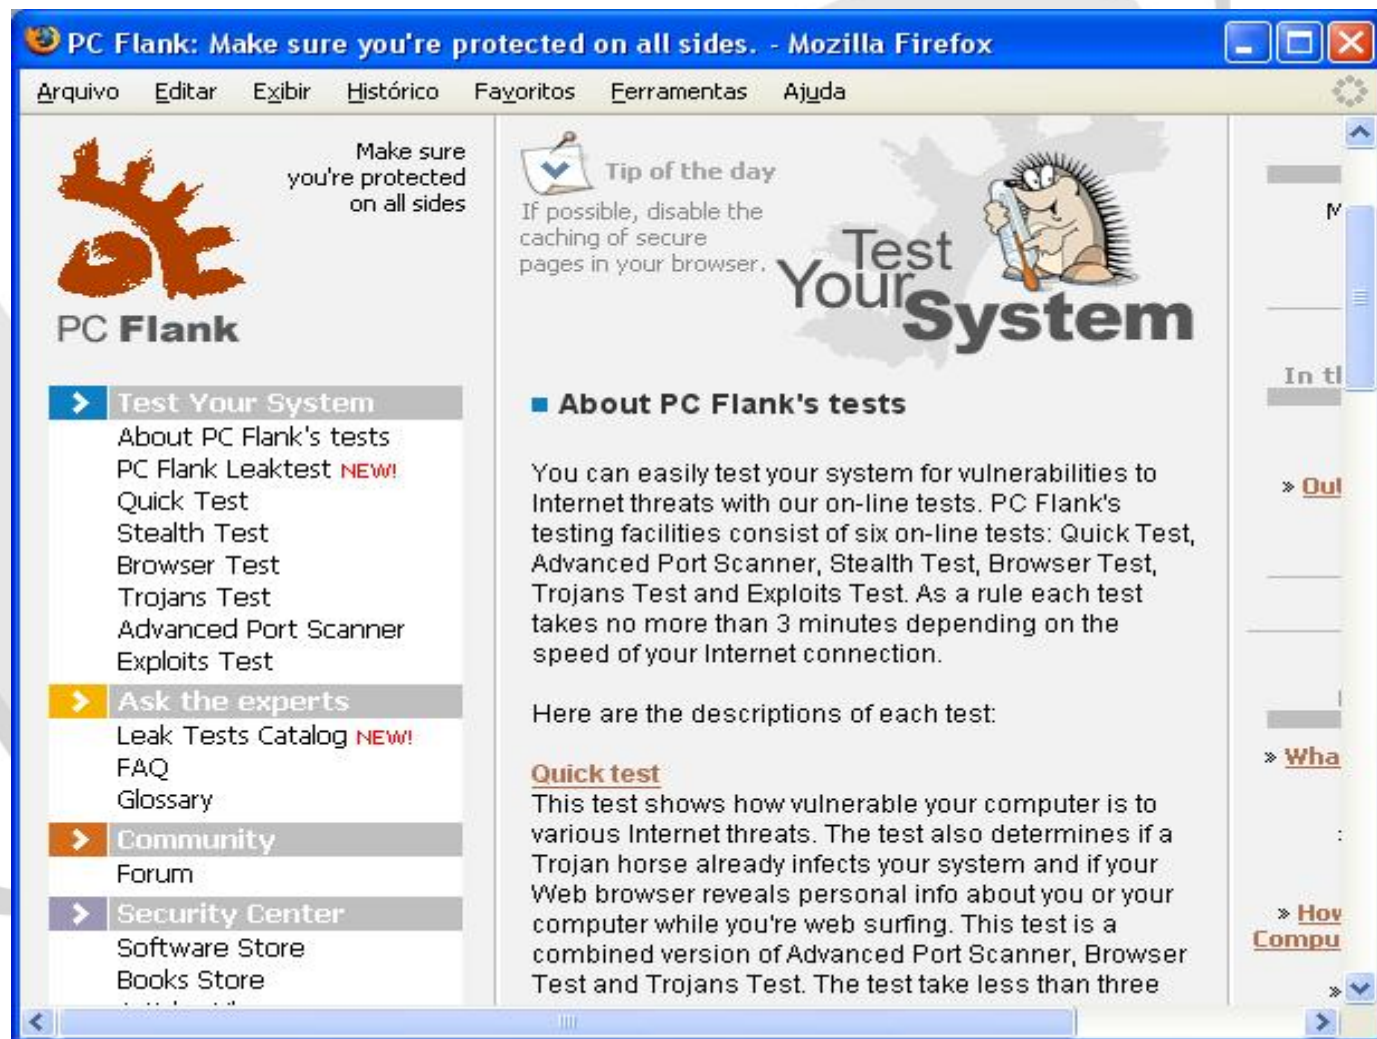 PC Flank: Make sure you're protected on all sides. - Mozilla Firefox
Arquivo Editar Exibir Histórico Favoritos Ferramentas Ajuda
Make sure
you're protected
on all sides
PC Flank
Test Your System
About PC Flank's tests
PC Flank Leaktest NEW!
Quick Test
Stealth Test
Browser Test
Trojans Test
Advanced Port Scanner
Exploits Test
Ask the experts
Leak Tests Catalog NEW!
FAQ
Glossary
Community
Forum
Security Center
Software Store
Books Store
Tip of the day
If possible, disable the
caching of secure
pages in your browser.
Test
Your
System
About PC Flank's tests
You can easily test your system for vulnerabilities to
Internet threats with our on-line tests. PC Flank's
testing facilities consist of six on-line tests: Quick Test,
Advanced Port Scanner, Stealth Test, Browser Test,
Trojans Test and Exploits Test. As a rule each test
takes no more than 3 minutes depending on the
speed of your Internet connection.
Here are the descriptions of each test:
Quick test
This test shows how vulnerable your computer is to
various Internet threats. The test also determines if a
Trojan horse already infects your system and if your
Web browser reveals personal info about you or your
computer while you're web surfing. This test is a
combined version of Advanced Port Scanner, Browser
Test and Trojans Test. The test take less than three
In
» Out
» Wha
» How
Compu
»